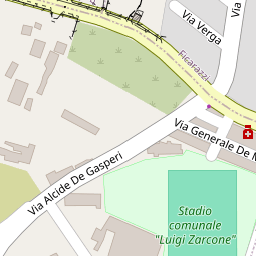 Via Verga
Ficarazzi
Via Generale De M
Via Alcide De Gasperi
Stadio
comunale
"Luigi Zarcone"